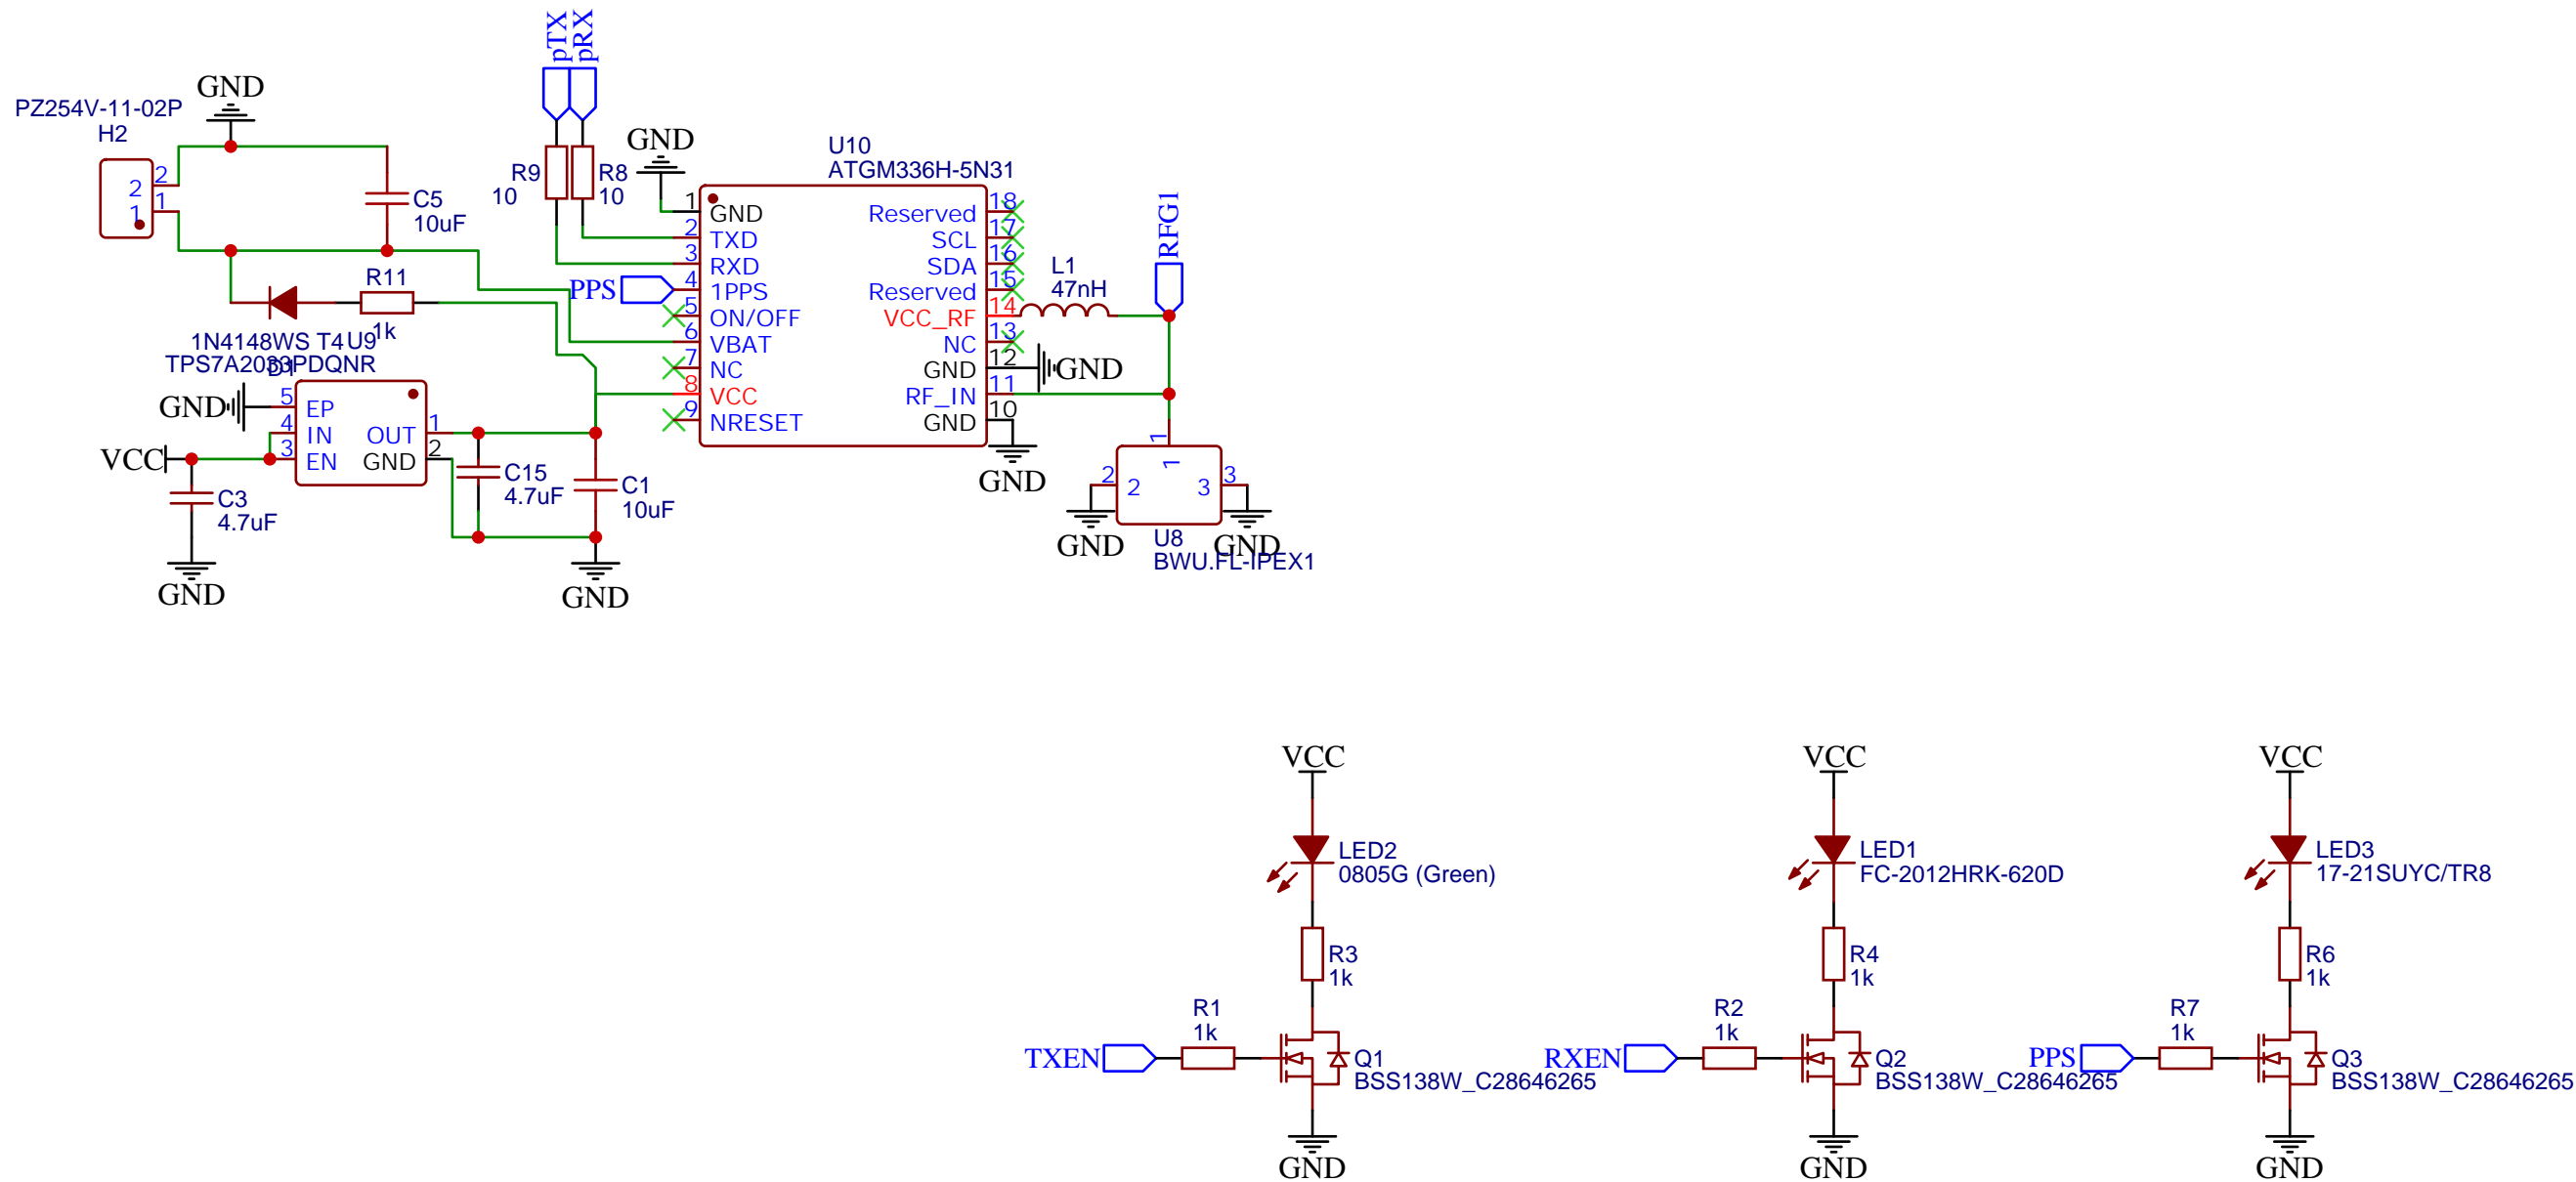 pTX
pRX
GND
PZ254V-11-02P
H2
2
1
2
1
C5
10uF
R9
10
R8
10
GND
U10
ATGM336H-5N31
1
GND
2
TXD
3
RXD
PPS
4
1PPS
5
ON/OFF
6
VBAT
7
NC
8
VCC
9
NRESET
18
Reserved
17
SCL
16
SDA
15
Reserved
14
VCC_RF
13
NC
12
GND
GND
11
RF_IN
10
GND
GND
L1
47nH
RFG1
R11
1k
1N4148WS T4
D1
U9
TPS7A2033PDQNR
GND
5
EP
4
IN
3
EN
1
OUT
2
GND
VCC
C3
4.7uF
GND
C15
4.7uF
C1
10uF
GND
1
1
2
2
3
3
GND
GND
U8
BWU.FL-IPEX1
VCC
LED2
0805G (Green)
R3
1k
R1
1k
TXEN
Q1
BSS138W_C28646265
GND
VCC
LED1
FC-2012HRK-620D
R4
1k
R2
1k
RXEN
Q2
BSS138W_C28646265
GND
VCC
LED3
17-21SUYC/TR8
R6
1k
R7
1k
PPS
Q3
BSS138W_C28646265
GND